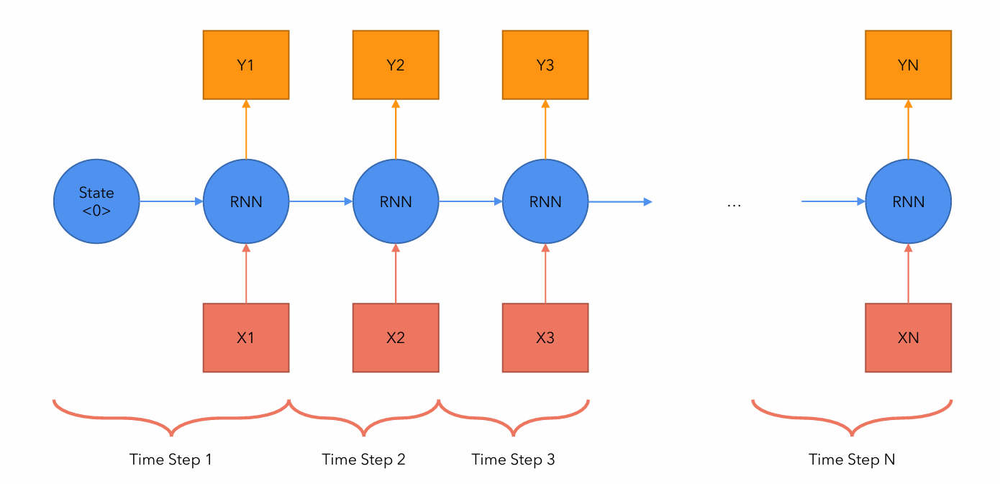 Y1
Y2
Y3
YN
State
<0>
RNN
RNN
RNN
...
RNN
X1
X2
X3
XN
Time Step 1
Time Step 2
Time Step 3
Time Step N